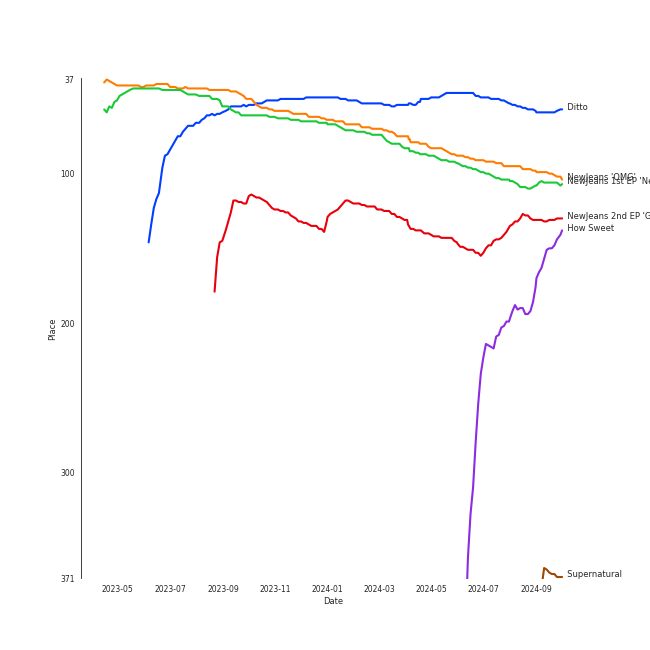 37
Ditto
100
NewJeans 'OMG'
NewJeans 1st EP 'Ne
NewJeans 2nd EP 'G
How Sweet
200
Place
300
371
Supernatural
2023-05
2023-07
2023-09
2023-11
2024-01
2024-03
2024-05
2024-07
2024-09
Date